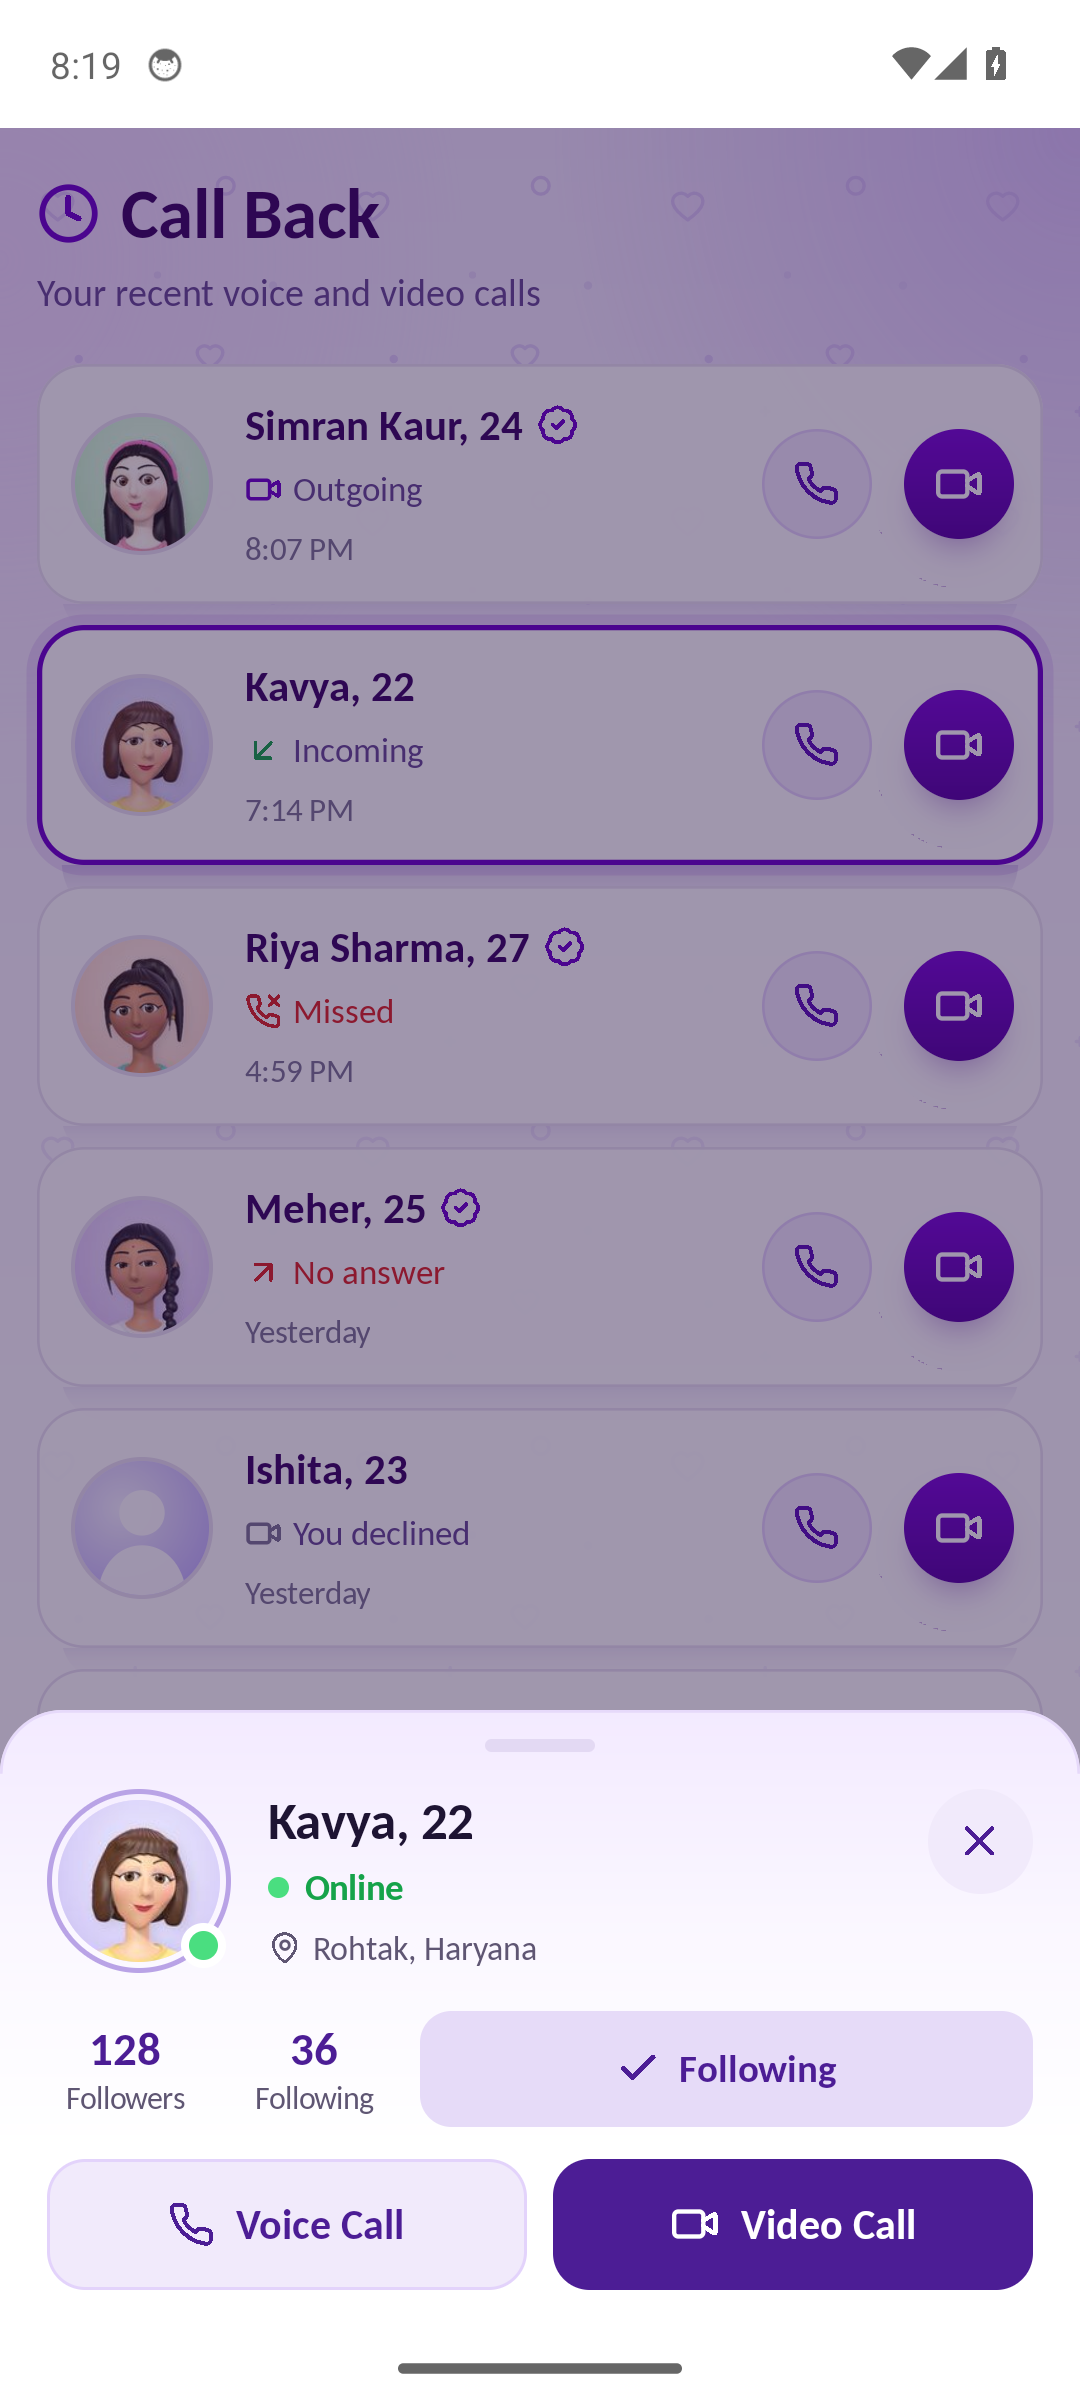 8:19
Call Back
Your recent voice and video calls
Simran Kaur, 24
Outgoing
8:07 PM
Kavya, 22
Incoming
7:14 PM
Riya Sharma, 27
Missed
4:59 PM
Meher, 25
No answer
Yesterday
Ishita, 23
You declined
Yesterday
Kavya, 22
Online
Rohtak, Haryana
128 36
Followers Following
Following
Voice Call Video Call